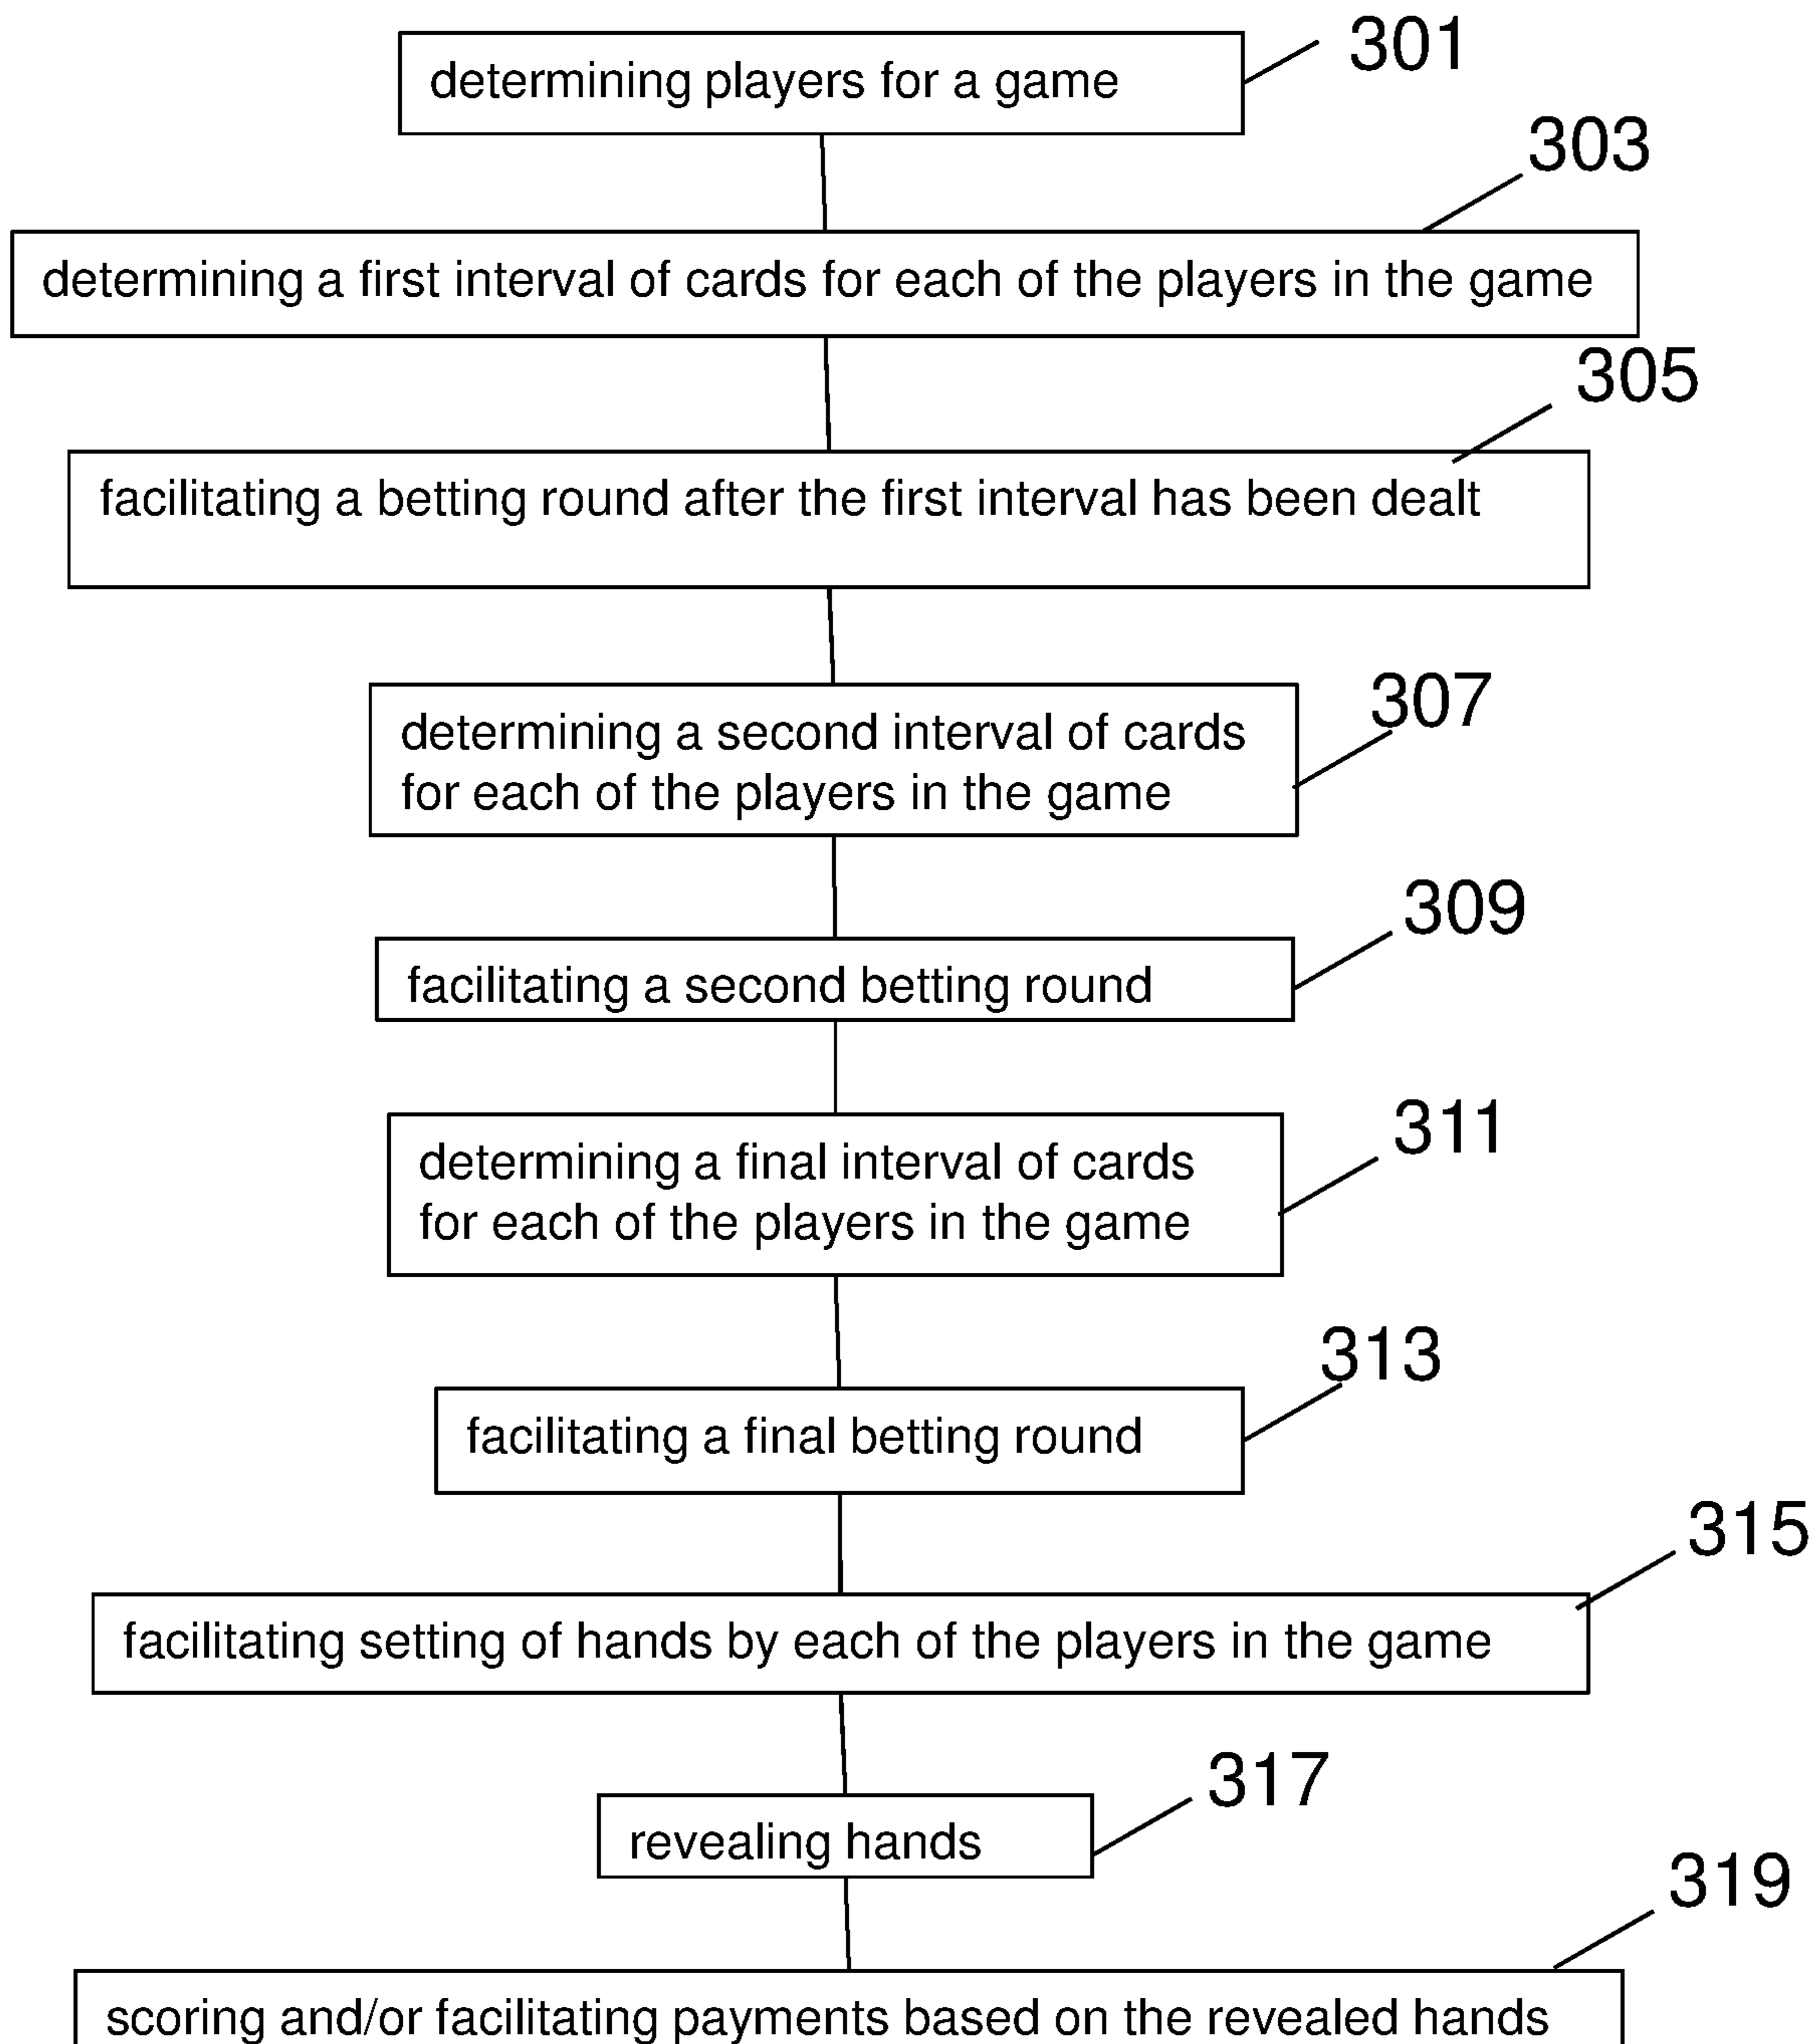 301
determining players for a game
303
determining a first interval of cards for each of the players in the game
305
facilitating a betting round after the first interval has been dealt
307
determining a second interval of cards
for each of the players in the game
309
facilitating a second betting round
311
determining a final interval of cards
for each of the players in the game
313
facilitating a final betting round
315
facilitating setting of hands by each of the players in the game
317
revealing hands
319
scoring and/or facilitating payments based on the revealed hands